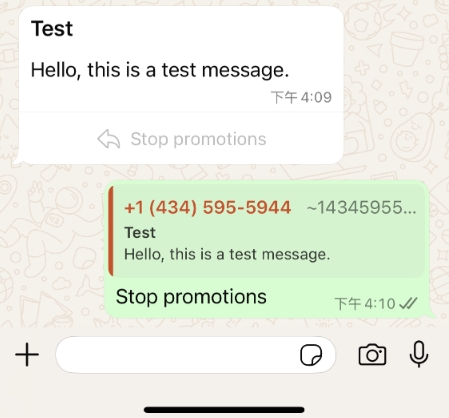 Test
Hello, this is a test message.
下午 4:09
Stop promotions
+1 (434) 595-5944 ~14345955...
Test
Hello, this is a test message.
Stop promotions
下午 4:10